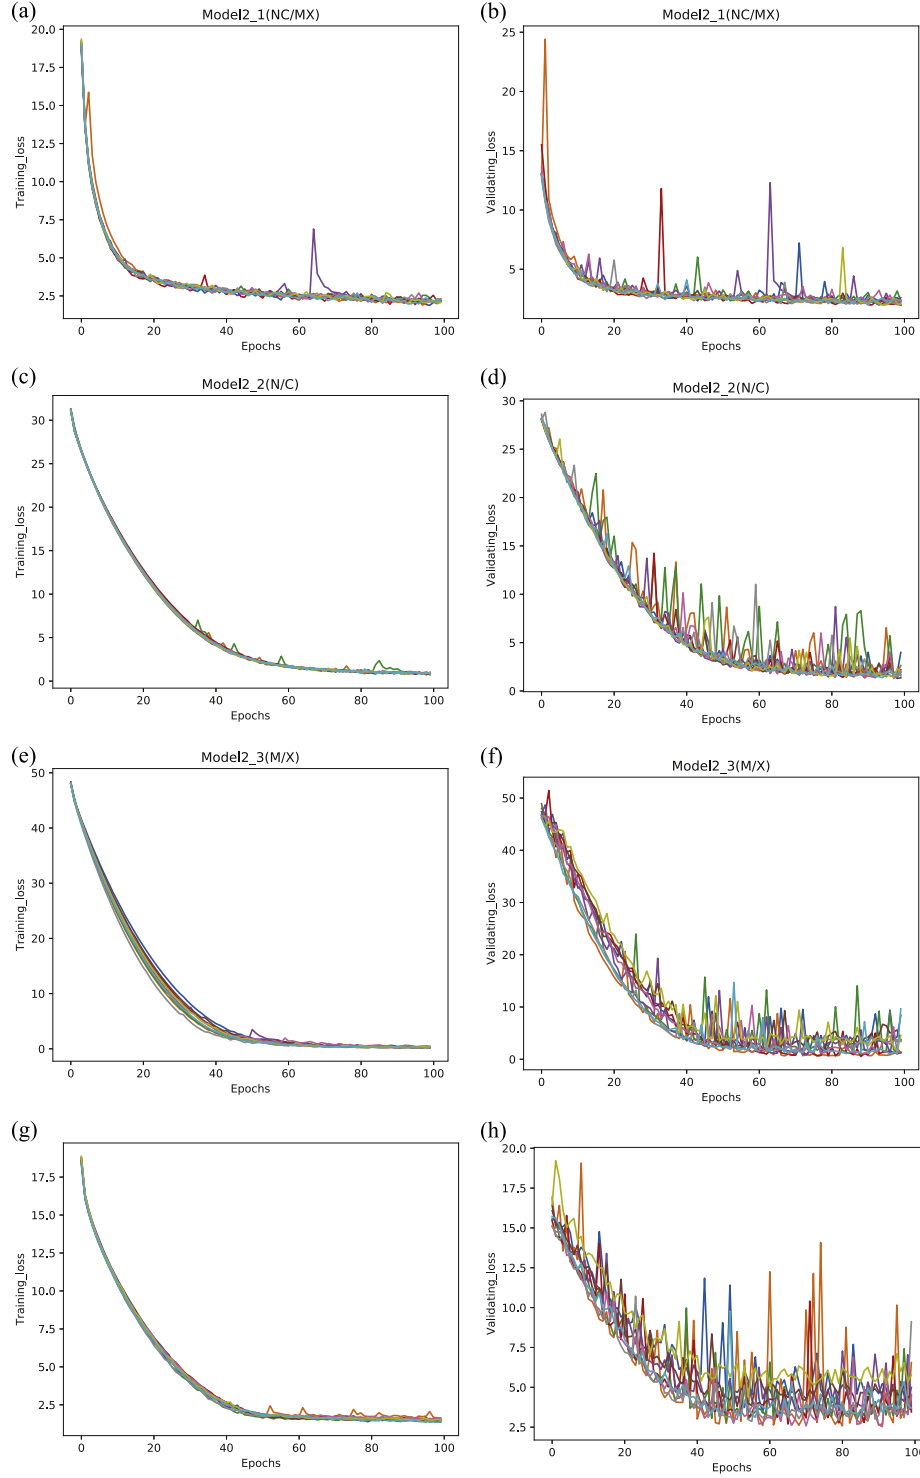 (a)
Model2_1(NC/MX)
20.0
17.5
15.0
12.5
10.0
7.5
5.0
2.5
Training_loss
0 20 40 60 80 100
Epochs
(b)
Model2_1(NC/MX)
25
20
15
10
5
Validating_loss
0 20 40 60 80 100
Epochs
(c)
Model2_2(N/C)
30
25
20
15
10
5
0
Training_loss
0 20 40 60 80 100
Epochs
(d)
Model2_2(N/C)
30
25
20
15
10
5
0
Validating_loss
0 20 40 60 80 100
Epochs
(e)
Model2_3(M/X)
50
40
30
20
10
0
Training_loss
0 20 40 60 80 100
Epochs
(f)
Model2_3(M/X)
50
40
30
20
10
0
Validating_loss
0 20 40 60 80 100
Epochs
(g)
17.5
15.0
12.5
10.0
7.5
5.0
2.5
Training_loss
0 20 40 60 80 100
Epochs
(h)
20.0
17.5
15.0
12.5
10.0
7.5
5.0
2.5
Validating_loss
0 20 40 60 80 100
Epochs